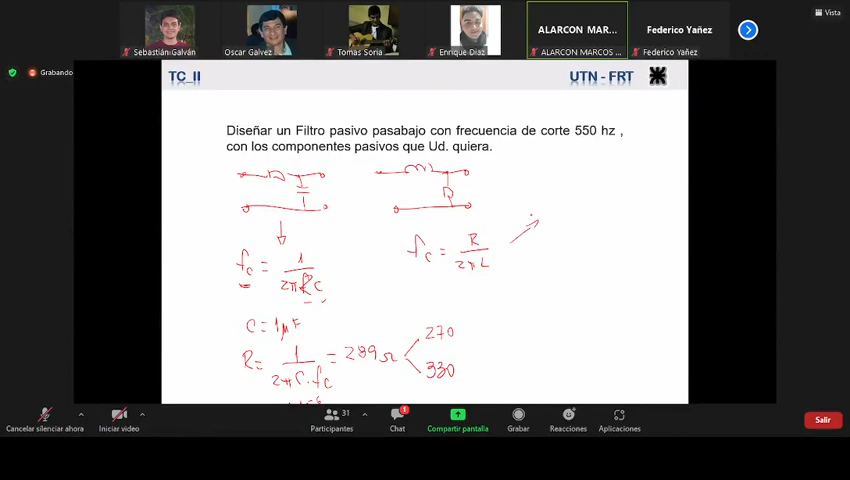 Vista
ALARCON MAR...
Federico Yañez
Sebastián Galván
Oscar Galvez
Tomas Soria
Enrique Diaz
ALARCON MARCOS ...
Federico Yañez
Grabando
TC_II
UTN - FRT
Diseñar un Filtro pasivo pasabajo con frecuencia de corte 550 hz ,
con los componentes pasivos que Ud. quiera.
fc = 1 / 2πRC
fc = R / 2πL
C = 1μF
R = 1 / 2πC.fc = 289Ω
270
330
31
1
Cancelar silenciar ahora
Iniciar video
Participantes
Chat
Compartir pantalla
Grabar
Reacciones
Aplicaciones
Salir